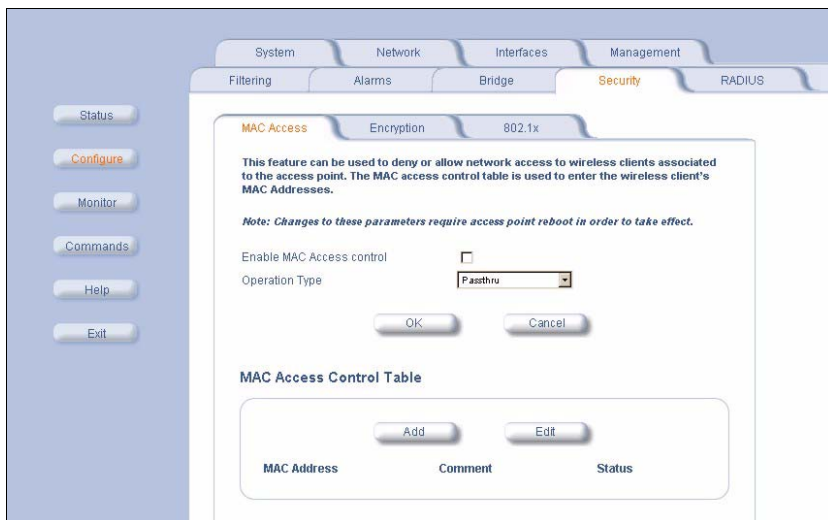 System Network Interfaces Management
Filtering Alarms Bridge Security RADIUS
Status
Configure
Monitor
Commands
Help
Exit
MAC Access Encryption 802.1x
This feature can be used to deny or allow network access to wireless clients associated
to the access point. The MAC access control table is used to enter the wireless client's
MAC Addresses.
Note: Changes to these parameters require access point reboot in order to take effect.
Enable MAC Access control
Operation Type Passthru
OK Cancel
MAC Access Control Table
Add Edit
MAC Address Comment Status